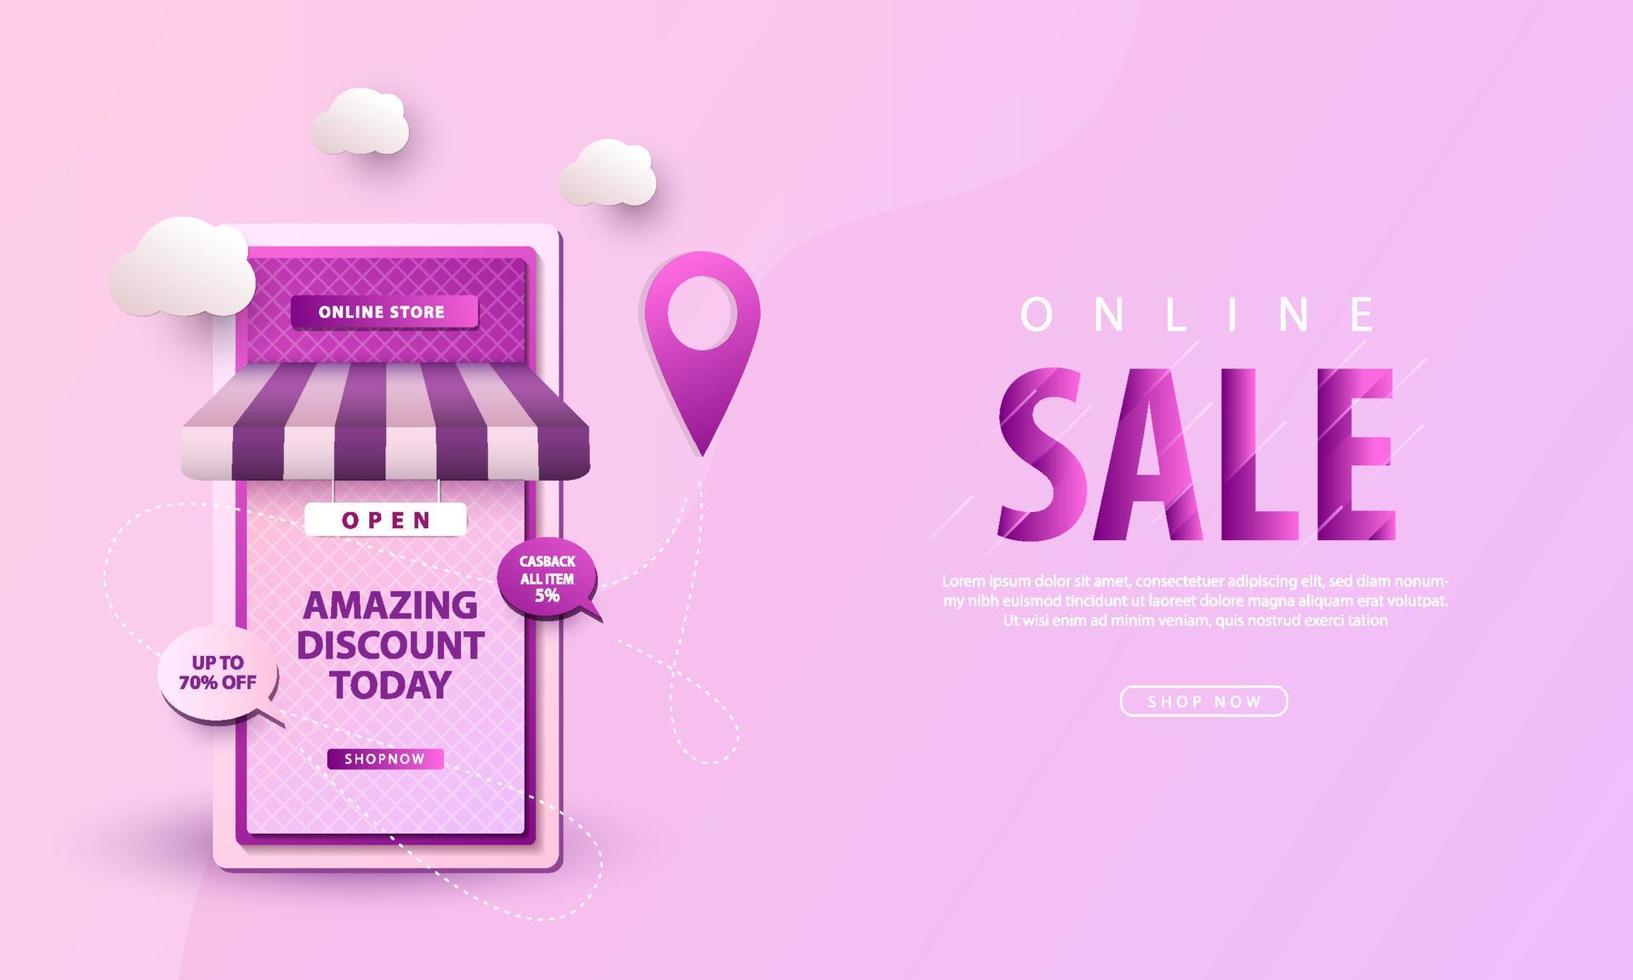 ONLINE STORE
OPEN
CASBACK
ALL ITEM
5%
AMAZING
DISCOUNT
TODAY
UP TO
70% OFF
SHOPNOW
ONLINE
SALE
Lorem ipsum dolor sit amet, consectetuer adipiscing elit, sed diam nonum-
my nibh euismod tincidunt ut laoreet dolore magna aliquam erat volutpat.
Ut wisi enim ad minim veniam, quis nostrud exerci tation
SHOP NOW